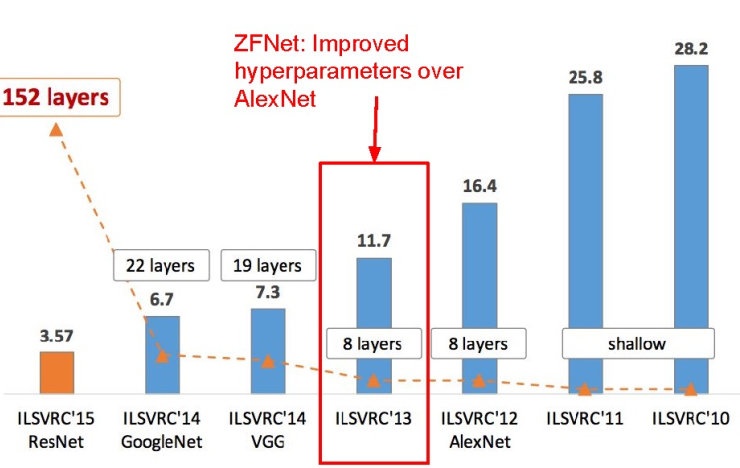 ZFNet: Improved
hyperparameters over
AlexNet
28.2
25.8
152 layers
16.4
11.7
22 layers
19 layers
6.7
7.3
3.57
8 layers
8 layers
shallow
ILSVRC'15
ResNet
ILSVRC'14
GoogleNet
ILSVRC'14
VGG
ILSVRC'13
ILSVRC'12
AlexNet
ILSVRC'11
ILSVRC'10